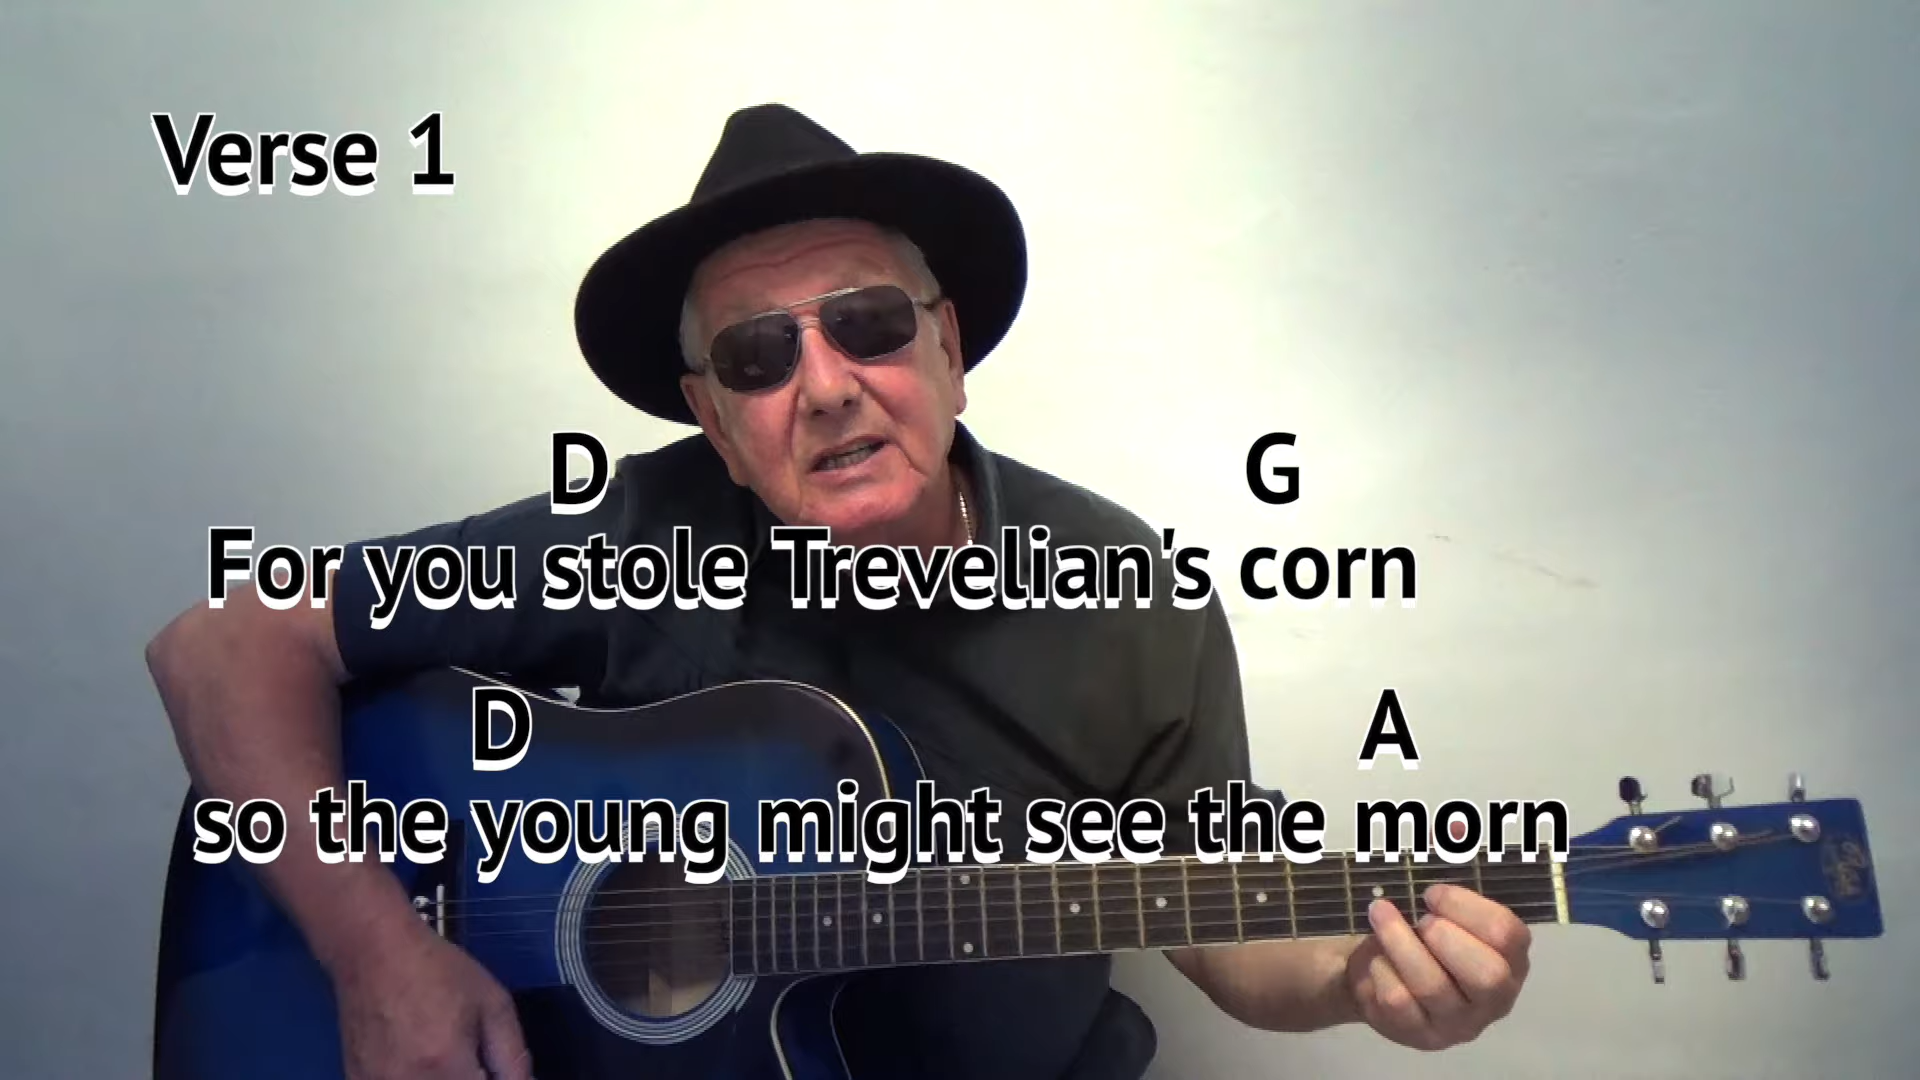 Verse 1
D G
For you stole Trevelian's corn
D A
so the young might see the morn